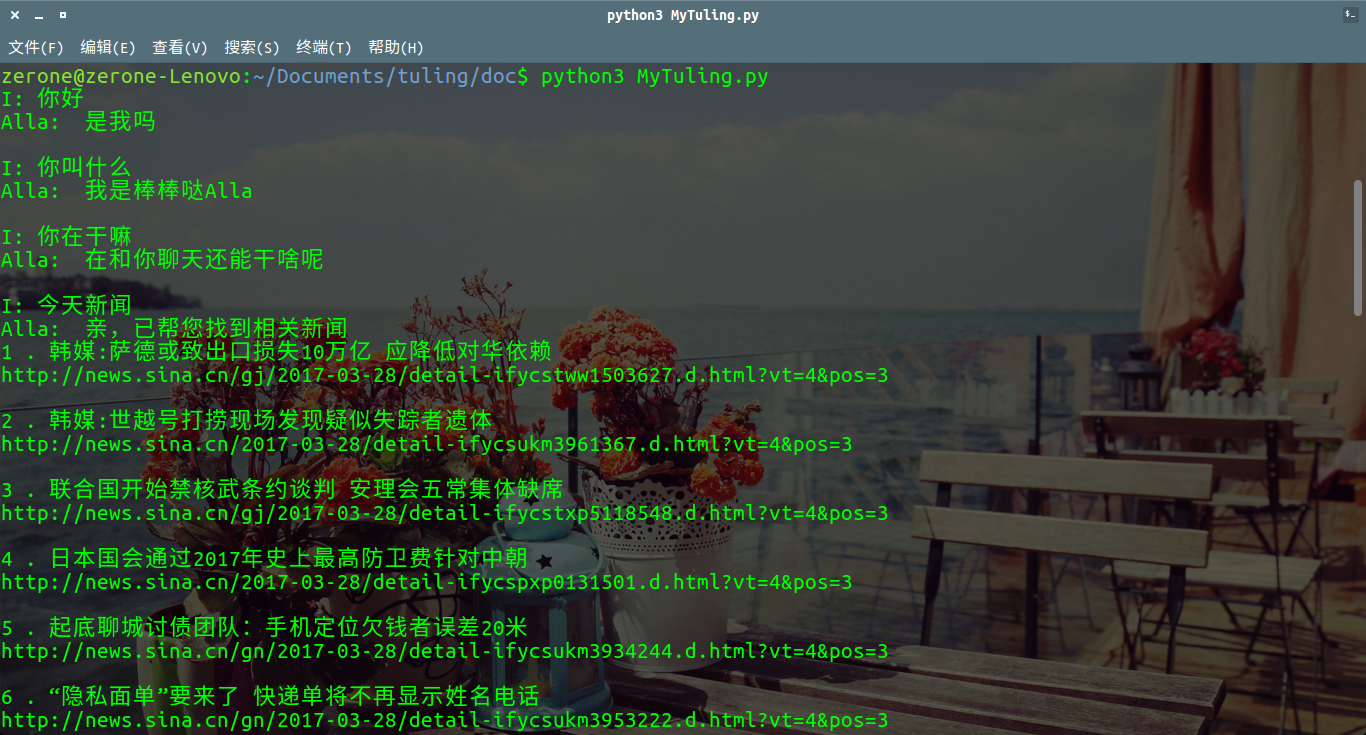 python3 MyTuling.py
文件(F) 编辑(E) 查看(V) 搜索(S) 终端(T) 帮助(H)
zerone@zerone-Lenovo:~/Documents/tuling/doc$ python3 MyTuling.py
I: 你好
Alla:  是我吗
I: 你叫什么
Alla:  我是棒棒哒Alla
I: 你在干嘛
Alla:  在和你聊天还能干啥呢
I: 今天新闻
Alla:  亲，已帮您找到相关新闻
1 . 韩媒:萨德或致出口损失10万亿 应降低对华依赖
http://news.sina.cn/gj/2017-03-28/detail-ifycstww1503627.d.html?vt=4&pos=3
2 . 韩媒:世越号打捞现场发现疑似失踪者遗体
http://news.sina.cn/2017-03-28/detail-ifycsukm3961367.d.html?vt=4&pos=3
3 . 联合国开始禁核武条约谈判 安理会五常集体缺席
http://news.sina.cn/gj/2017-03-28/detail-ifycstxp5118548.d.html?vt=4&pos=3
4 . 日本国会通过2017年史上最高防卫费针对中朝
http://news.sina.cn/2017-03-28/detail-ifycspxp0131501.d.html?vt=4&pos=3
5 . 起底聊城讨债团队：手机定位欠钱者误差20米
http://news.sina.cn/gn/2017-03-28/detail-ifycsukm3934244.d.html?vt=4&pos=3
6 . “隐私面单”要来了 快递单将不再显示姓名电话
http://news.sina.cn/gn/2017-03-28/detail-ifycsukm3953222.d.html?vt=4&pos=3